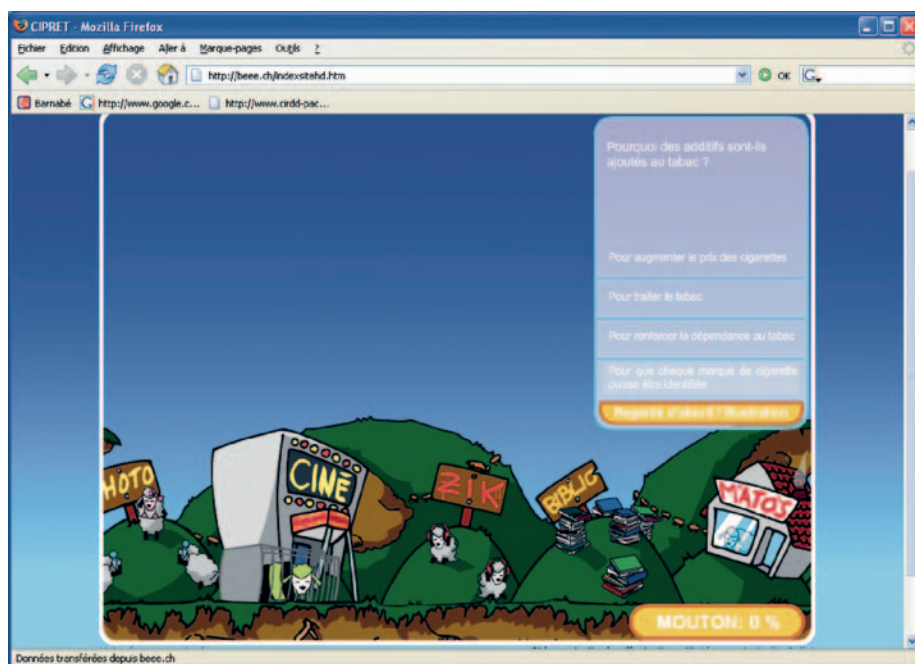 CIPRET - Mozilla Firefox
Fichier Edition Affichage Aller à Marque-pages Outils ?
http://beee.ch/indexsitehd.htm OK
Barnabé http://www.google.c... http://www.cirdd-pac...
Pourquoi des additifs sont-ils
ajoutés au tabac ?
Pour augmenter le prix des cigarettes
Pour traiter le tabac
Pour renforcer la dépendance au tabac
Pour que chaque marque de cigarette
puisse être identifiée
Regarde d'abord l'illustration
HOTO
CINÉ
ZIK
BIBLIO
MATOS
MOUTON: 0 %
Données transférées depuis beee.ch